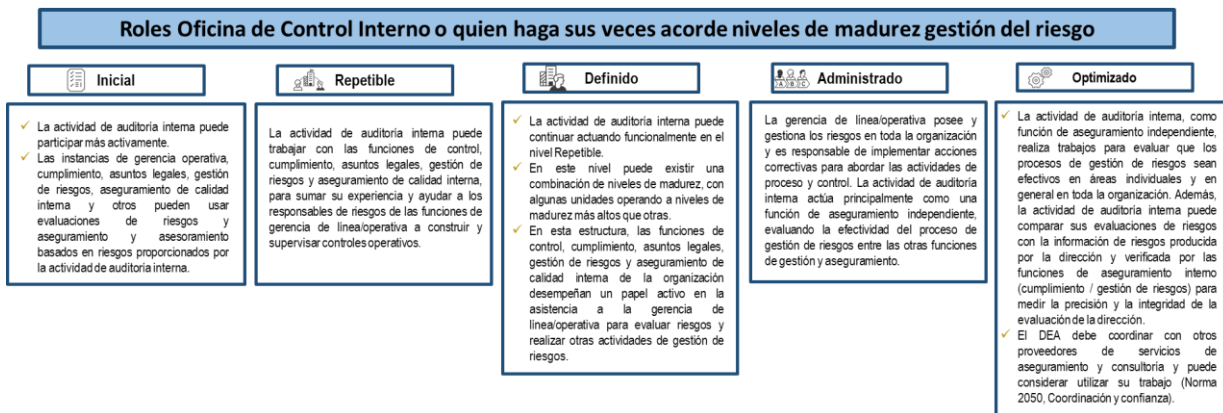 Roles Oficina de Control Interno o quien haga sus veces acorde niveles de madurez gestión del riesgo
Inicial
La actividad de auditoría interna puede
participar más activamente.
Las instancias de gerencia operativa,
cumplimiento, asuntos legales, gestión
de riesgos, aseguramiento de calidad
interna y otros pueden usar
evaluaciones de riesgos y
aseguramiento y asesoramiento
basados en riesgos proporcionados por
la actividad de auditoría interna.
Repetible
La actividad de auditoría interna puede
trabajar con las funciones de control,
cumplimiento, asuntos legales, gestión de
riesgos y aseguramiento de calidad interna,
para sumar su experiencia y ayudar a los
responsables de riesgos de las funciones de
gerencia de línea/operativa a construir y
supervisar controles operativos.
Definido
La actividad de auditoría interna puede
continuar actuando funcionalmente en el
nivel Repetible.
En este nivel puede existir una
combinación de niveles de madurez, con
algunas unidades operando a niveles de
madurez más altos que otras.
En esta estructura, las funciones de
control, cumplimiento, asuntos legales,
gestión de riesgos y aseguramiento de
calidad interna de la organización
desempeñan un papel activo en la
asistencia a la gerencia de
línea/operativa para evaluar riesgos y
realizar otras actividades de gestión de
riesgos.
A B C
Administrado
La gerencia de línea/operativa posee y
gestiona los riesgos en toda la organización
y es responsable de implementar acciones
correctivas para abordar las actividades de
proceso y control. La actividad de auditoría
interna actúa principalmente como una
función de aseguramiento independiente,
evaluando la efectividad del proceso de
gestión de riesgos entre las otras funciones
de gestión y aseguramiento.
Optimizado
La actividad de auditoría interna, como
función de aseguramiento independiente,
realiza trabajos para evaluar que los
procesos de gestión de riesgos sean
efectivos en áreas individuales y en
general en toda la organización. Además,
la actividad de auditoría interna puede
comparar sus evaluaciones de riesgos
con la información de riesgos producida
por la dirección y verificada por las
funciones de aseguramiento interno
(cumplimiento / gestión de riesgos) para
medir la precisión y la integridad de la
evaluación de la dirección.
El DEA debe coordinar con otros
proveedores de servicios de
aseguramiento y consultoría y puede
considerar utilizar su trabajo (Norma
2050, Coordinación y confianza).